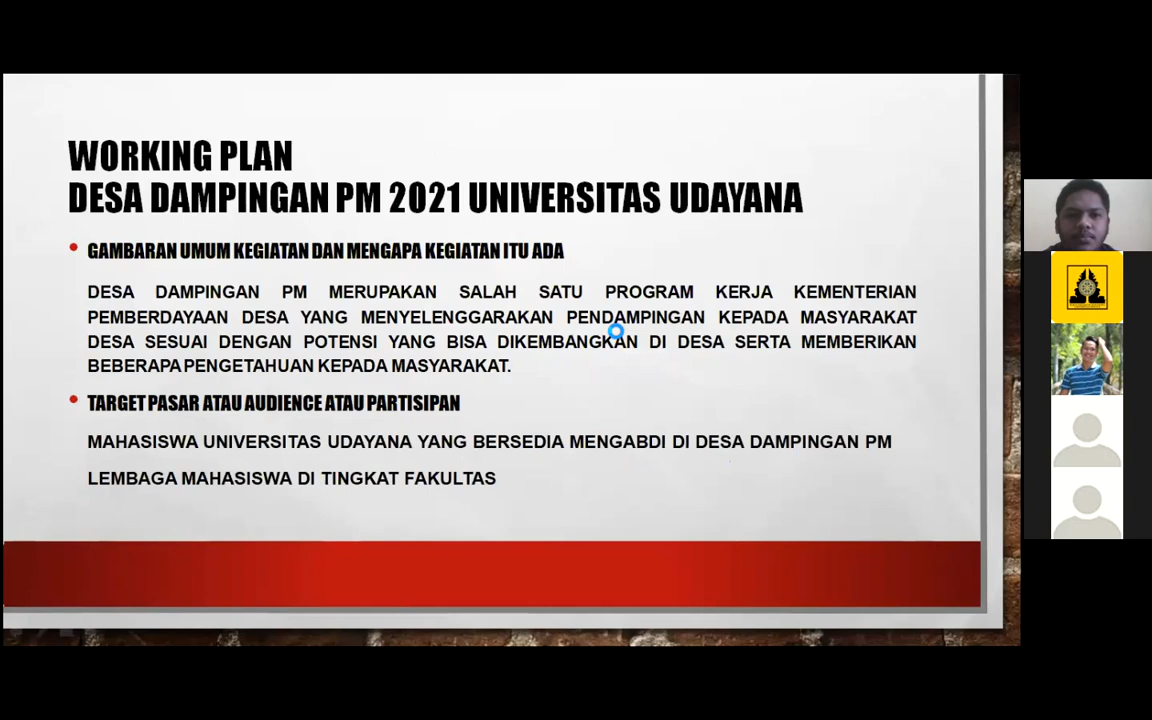 WORKING PLAN
DESA DAMPINGAN PM 2021 UNIVERSITAS UDAYANA
• GAMBARAN UMUM KEGIATAN DAN MENGAPA KEGIATAN ITU ADA
DESA DAMPINGAN PM MERUPAKAN SALAH SATU PROGRAM KERJA KEMENTERIAN
PEMBERDAYAAN DESA YANG MENYELENGGARAKAN PENDAMPINGAN KEPADA MASYARAKAT
DESA SESUAI DENGAN POTENSI YANG BISA DIKEMBANGKAN DI DESA SERTA MEMBERIKAN
BEBERAPA PENGETAHUAN KEPADA MASYARAKAT.
• TARGET PASAR ATAU AUDIENCE ATAU PARTISIPAN
MAHASISWA UNIVERSITAS UDAYANA YANG BERSEDIA MENGABDI DI DESA DAMPINGAN PM
LEMBAGA MAHASISWA DI TINGKAT FAKULTAS